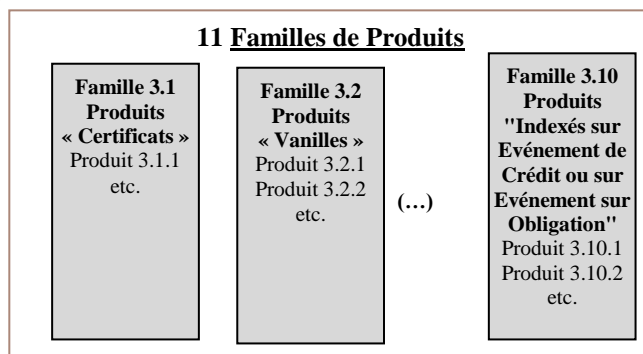 11 Familles de Produits
Famille 3.1
Produits
« Certificats »
Produit 3.1.1
etc.
Famille 3.2
Produits
« Vanilles »
Produit 3.2.1
Produit 3.2.2
etc.
(…)
Famille 3.10
Produits
"Indexés sur
Evénement de
Crédit ou sur
Evénement sur
Obligation"
Produit 3.10.1
Produit 3.10.2
etc.